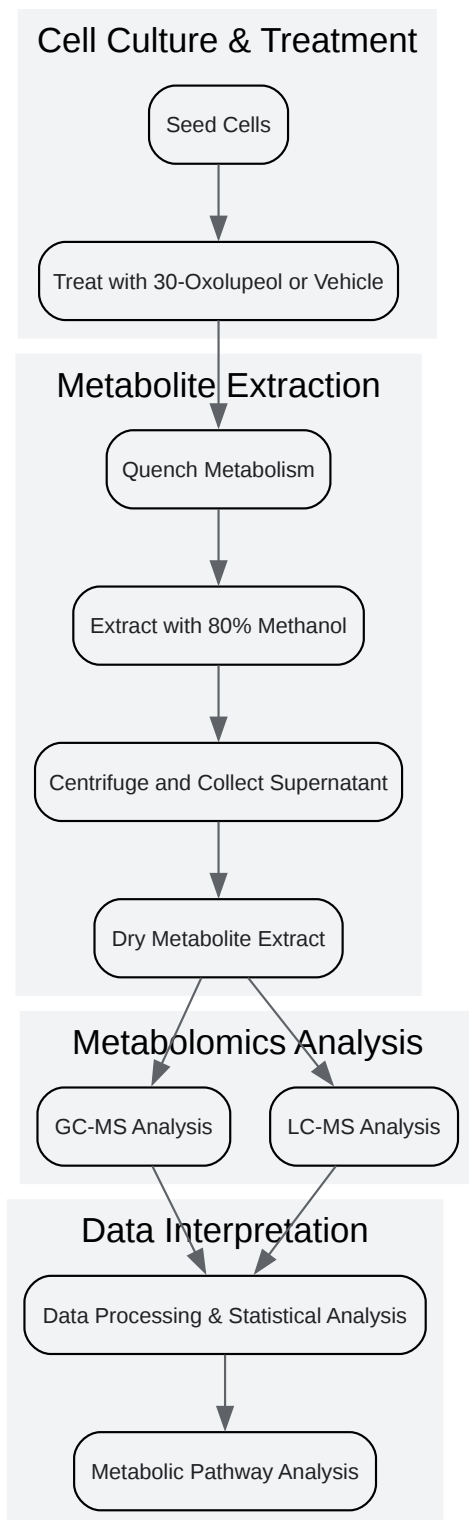 Cell Culture & Treatment
Seed Cells
Treat with 30-Oxolupeol or Vehicle
Metabolite Extraction
Quench Metabolism
Extract with 80% Methanol
Centrifuge and Collect Supernatant
Dry Metabolite Extract
Metabolomics Analysis
GC-MS Analysis
LC-MS Analysis
Data Interpretation
Data Processing & Statistical Analysis
Metabolic Pathway Analysis